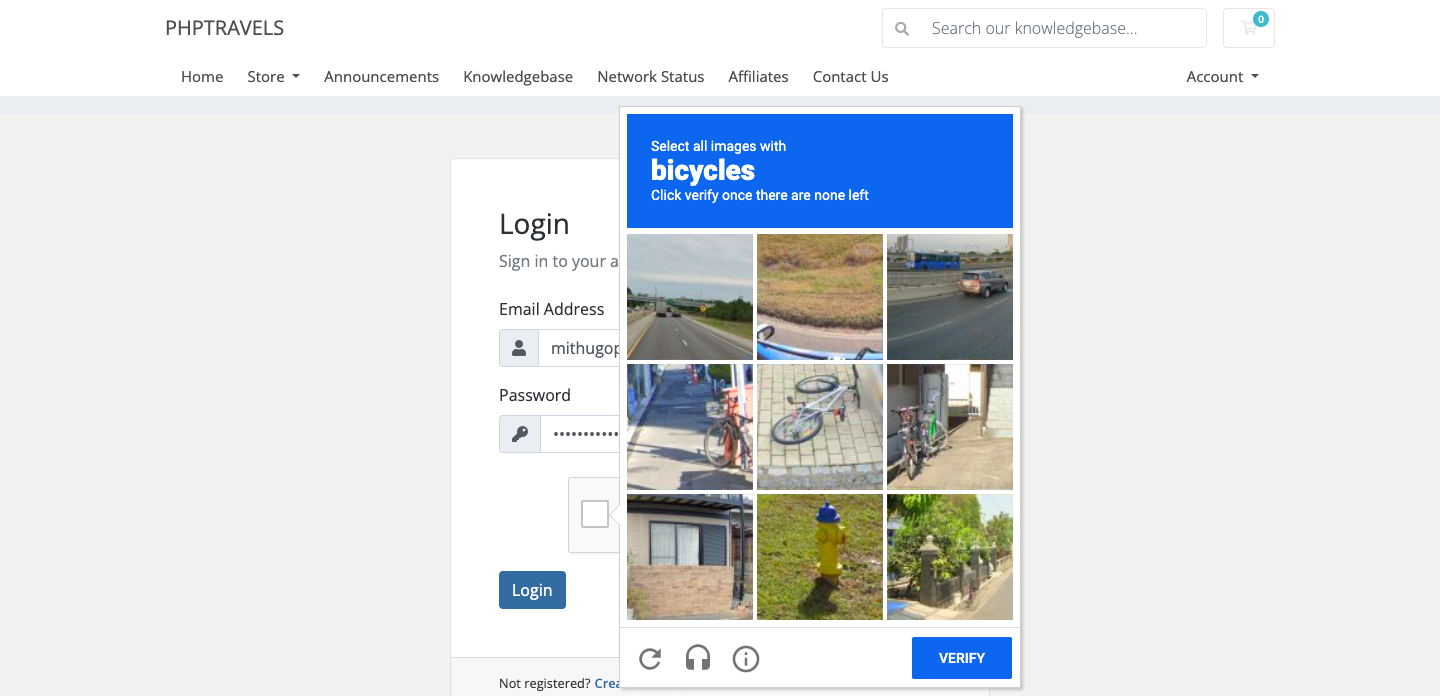 PHPTRAVELS
Search our knowledgebase...
0
Home
Store
Announcements
Knowledgebase
Network Status
Affiliates
Contact Us
Account
Select all images with
bicycles
Click verify once there are none left
Login
Sign in to your a
Email Address
mithugop
Password
Login
VERIFY
Not registered? Crea